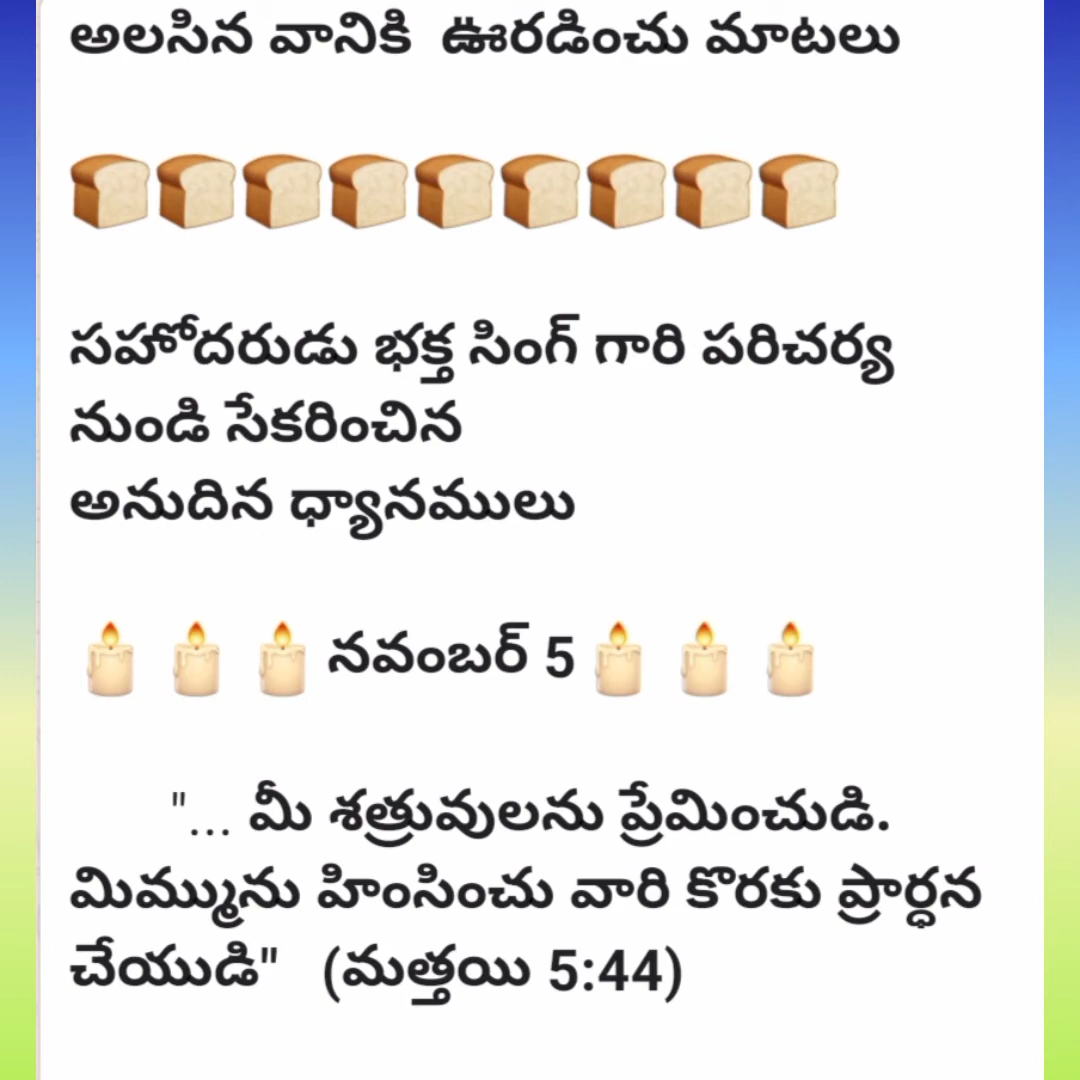 అలసిన వానికి ఊరడించు మాటలు
సహోదరుడు భక్త సింగ్ గారి పరిచర్య
నుండి సేకరించిన
అనుదిన ధ్యానములు
నవంబర్ 5
"... మీ శత్రువులను ప్రేమించుడి.
మిమ్మును హింసించు వారి కొరకు ప్రార్ధన
చేయుడి" (మత్తయి 5:44)